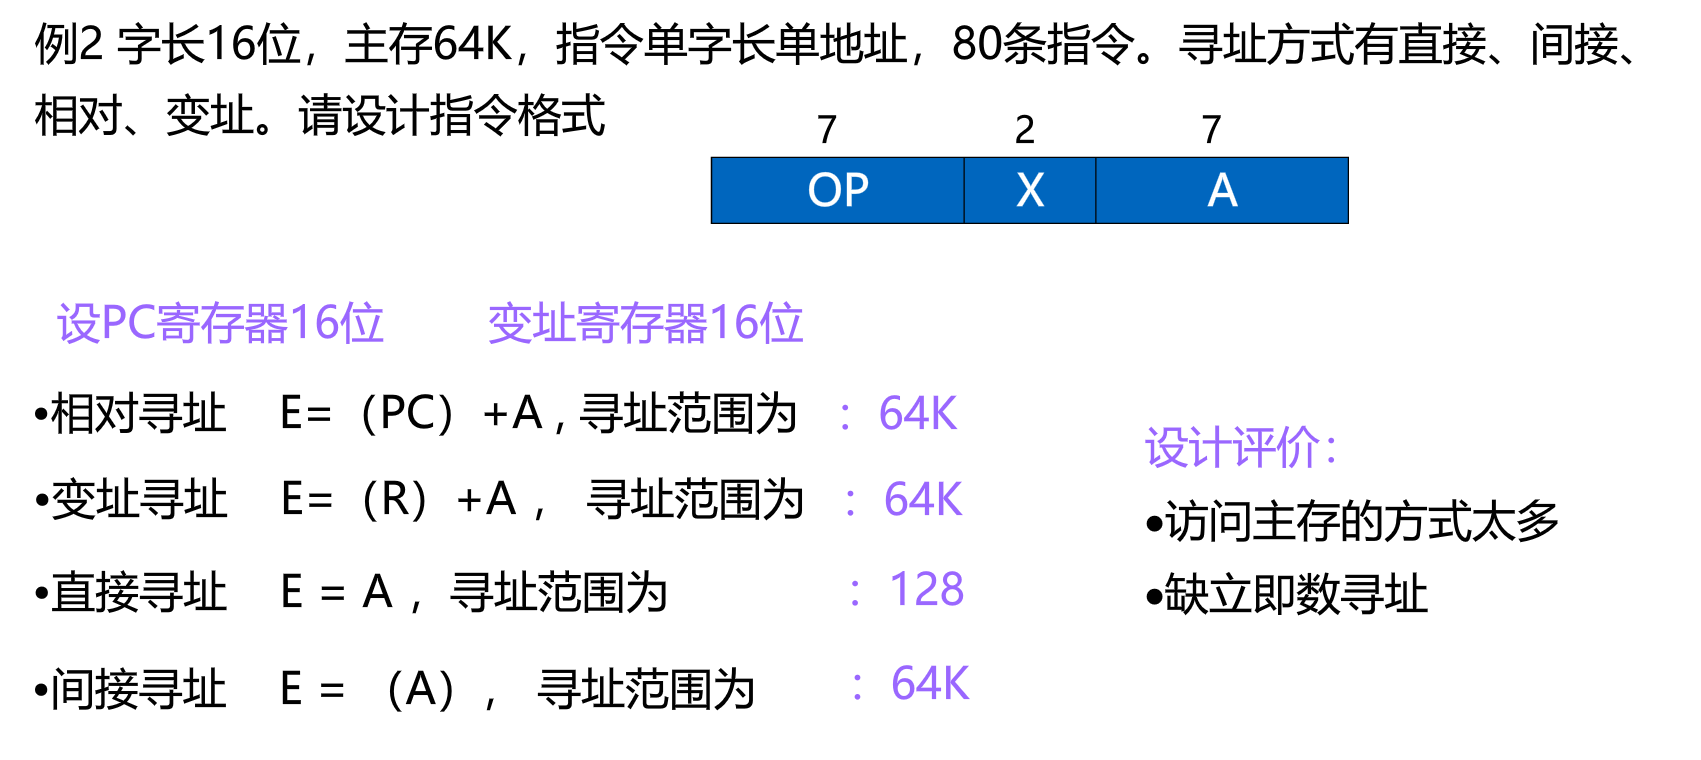 例2 字长16位，主存64K，指令单字长单地址，80条指令。寻址方式有直接、间接、
相对、变址。请设计指令格式
7 2 7
OP X A
设PC寄存器16位 变址寄存器16位
•相对寻址 E=（PC）+A , 寻址范围为 ：64K
•变址寻址 E=（R）+A ， 寻址范围为 ：64K
•直接寻址 E = A ，寻址范围为 ：128
•间接寻址 E = （A）， 寻址范围为 ：64K
设计评价：
•访问主存的方式太多
•缺立即数寻址